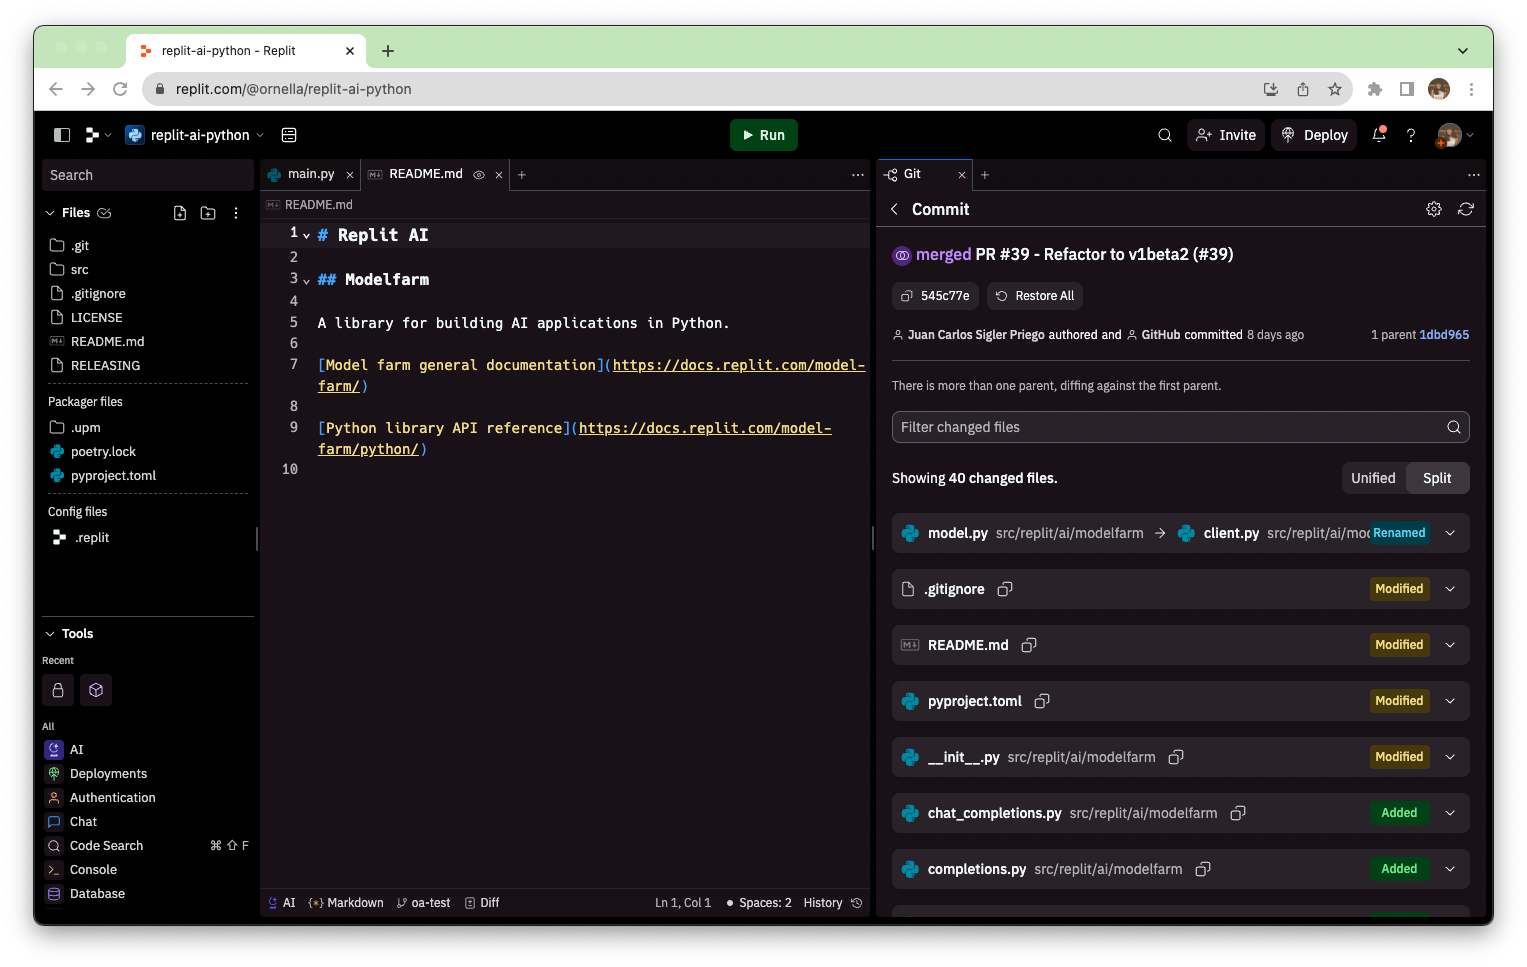 replit-ai-python - Replit
replit.com/@ornella/replit-ai-python
replit-ai-python
Run
Invite
Deploy
Search
Files
.git
src
.gitignore
LICENSE
README.md
RELEASING
Packager files
.upm
poetry.lock
pyproject.toml
Config files
.replit
Tools
Recent
All
AI
Deployments
Authentication
Chat
Code Search ⌘ ⇧ F
Console
Database
main.py
README.md
README.md
1 # Replit AI
2
3 ## Modelfarm
4
5 A library for building AI applications in Python.
6
7 [Model farm general documentation](https://docs.replit.com/model-
farm/)
8
9 [Python library API reference](https://docs.replit.com/model-
farm/python/)
10
AI Markdown oa-test Diff Ln 1, Col 1 Spaces: 2 History
Git
Commit
merged PR #39 - Refactor to v1beta2 (#39)
545c77e Restore All
Juan Carlos Sigler Priego authored and GitHub committed 8 days ago 1 parent 1dbd965
There is more than one parent, diffing against the first parent.
Filter changed files
Showing 40 changed files. Unified Split
model.py src/replit/ai/modelfarm → client.py src/replit/ai/mod Renamed
.gitignore Modified
README.md Modified
pyproject.toml Modified
__init__.py src/replit/ai/modelfarm Modified
chat_completions.py src/replit/ai/modelfarm Added
completions.py src/replit/ai/modelfarm Added